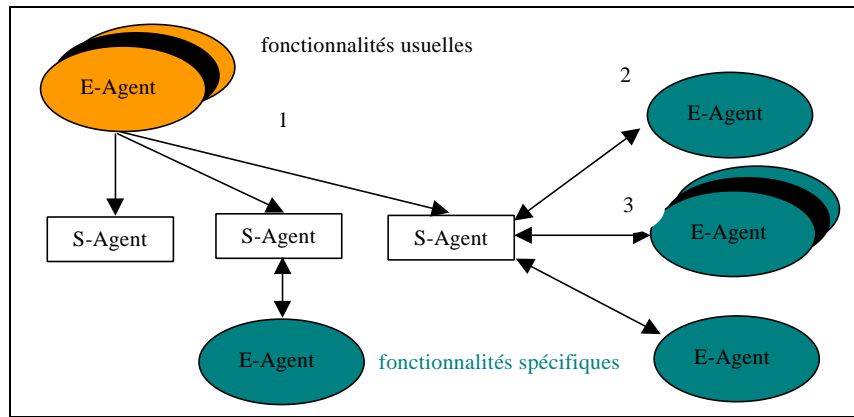 fonctionnalités usuelles
E-Agent
1
2
E-Agent
3
S-Agent
S-Agent
S-Agent
E-Agent
E-Agent
fonctionnalités spécifiques
E-Agent